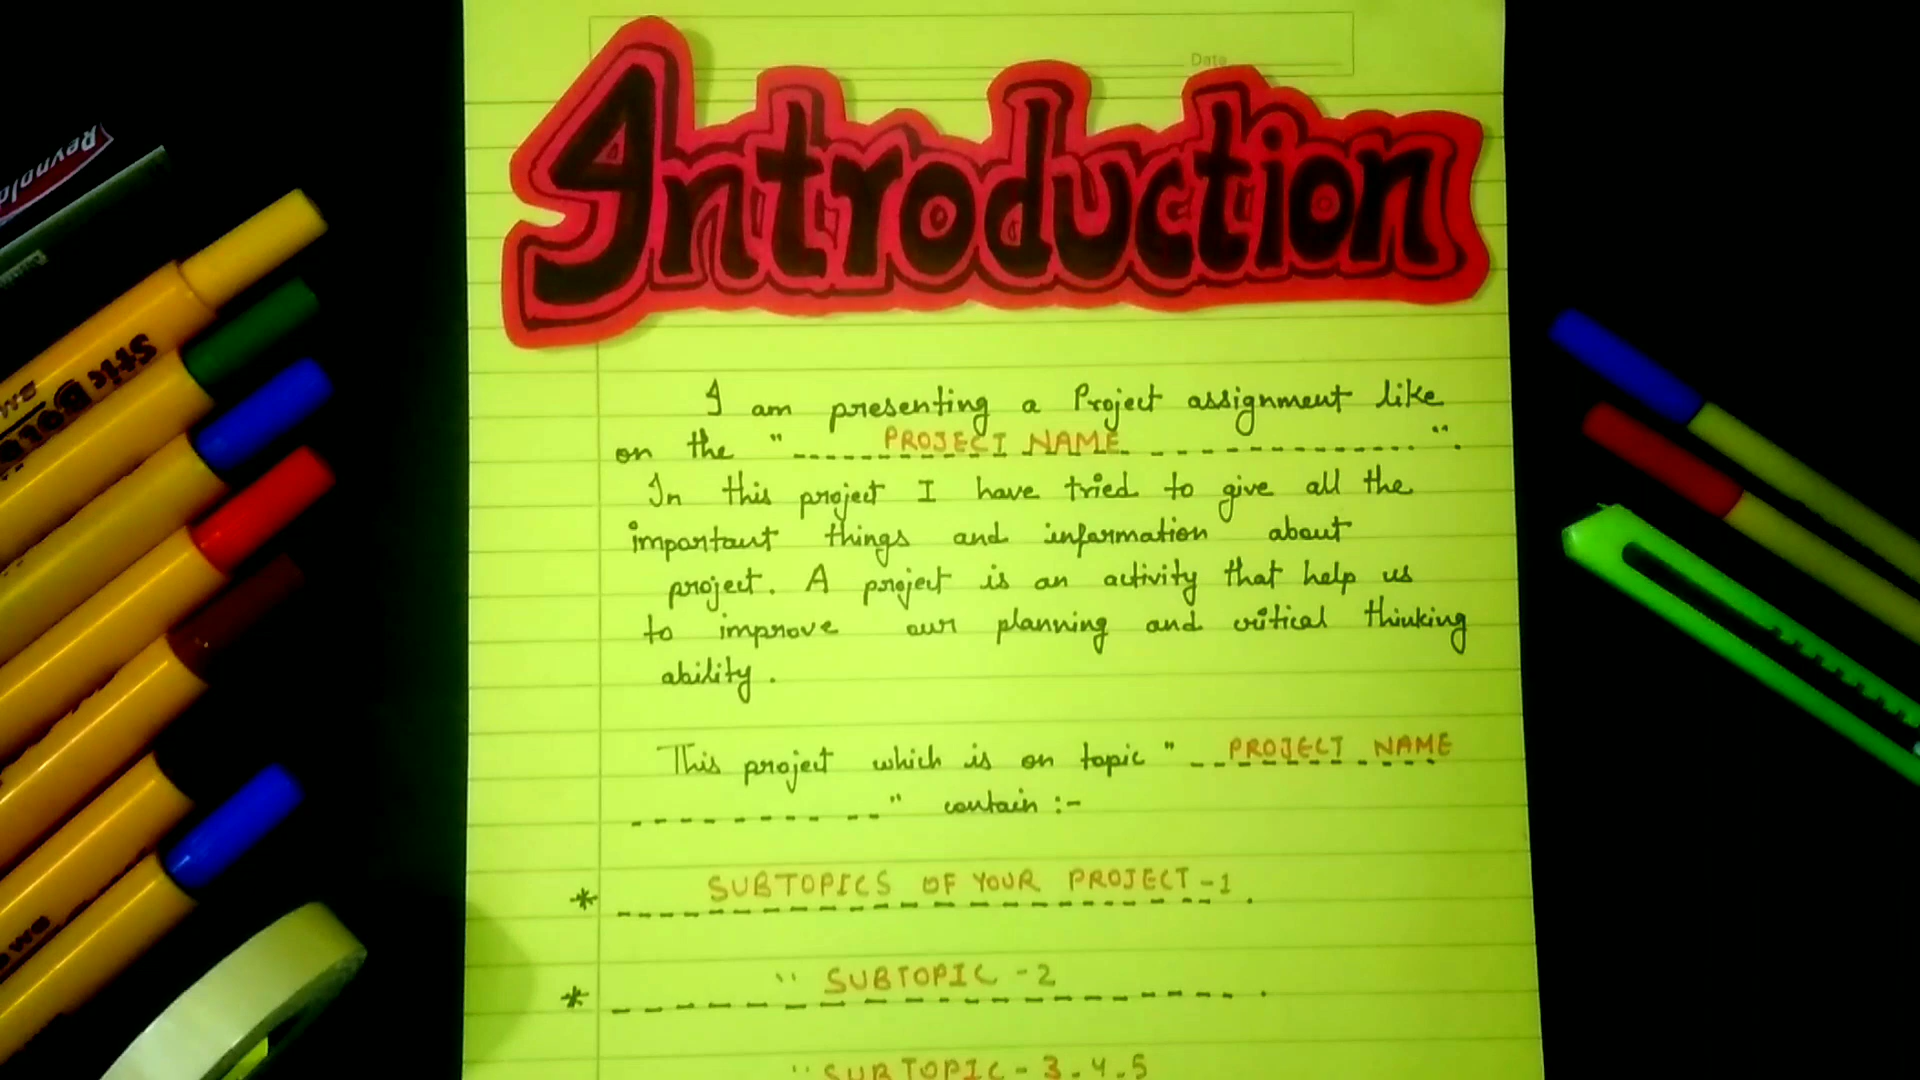 Date
Introduction
I am presenting a Project assignment like
on the " PROJECT NAME ".
In this project I have tried to give all the
important things and information about
project. A project is an activity that help us
to improve our planning and critical thinking
ability.
This project which is on topic " PROJECT NAME
" contain :-
* SUBTOPICS OF YOUR PROJECT -1 .
* " SUBTOPIC - 2 .
" SUBTOPIC - 3.4.5
Reynolds
Stic